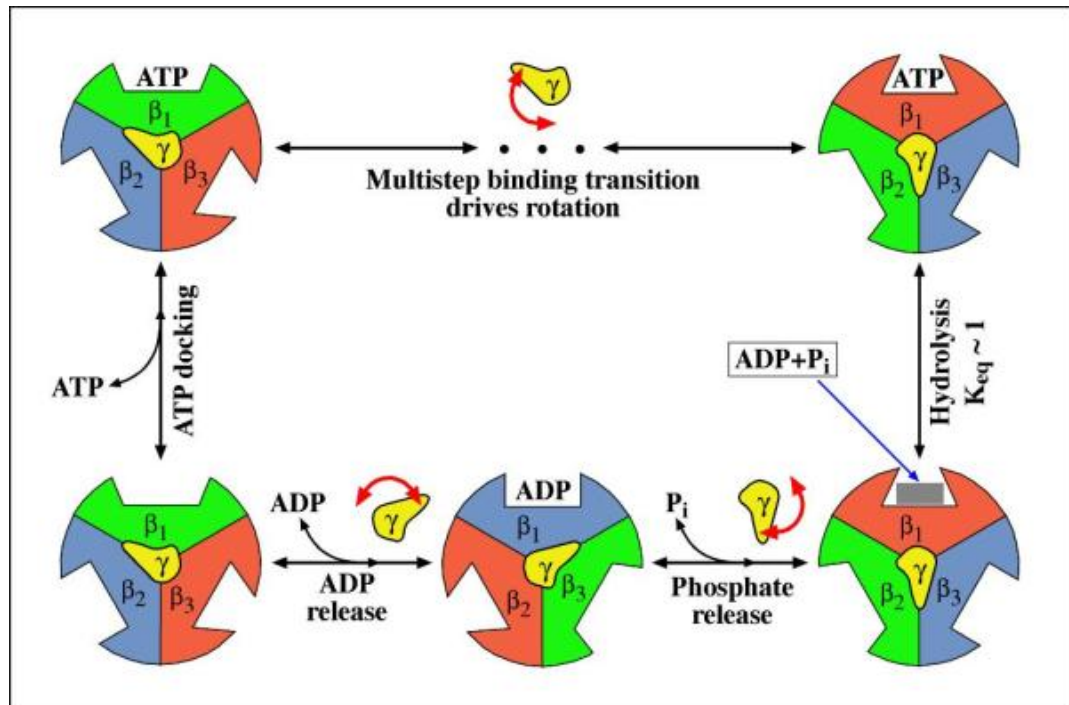 ATP
β1
β2
γ
β3
γ
• • •
Multistep binding transition
drives rotation
ATP
β1
β2
γ
β3
ATP
ATP docking
ADP+Pi
Hydrolysis
Keq ~ 1
β1
γ
β2
β3
ADP
γ
ADP
release
ADP
β1
γ
β2
β3
Pi
γ
Phosphate
release
β1
β2
γ
β3